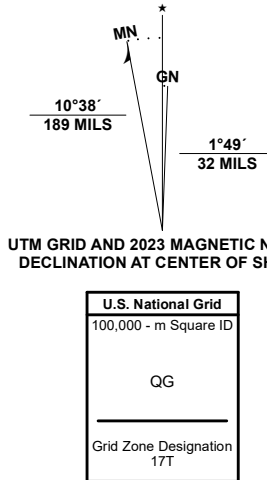 ★
MN
GN
10°38´
189 MILS
1°49´
32 MILS
UTM GRID AND 2023 MAGNETIC N
DECLINATION AT CENTER OF SH
U.S. National Grid
100,000 - m Square ID
QG
Grid Zone Designation
17T